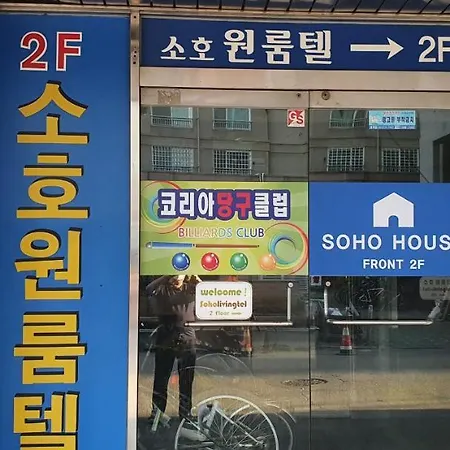 2F
소호원룸텔
소호 원룸텔 → 2F
GS
코리아당구클럽
BILLIARDS CLUB
welcome!
Soholivingtel
2 floor
SOHO HOUS
FRONT 2F